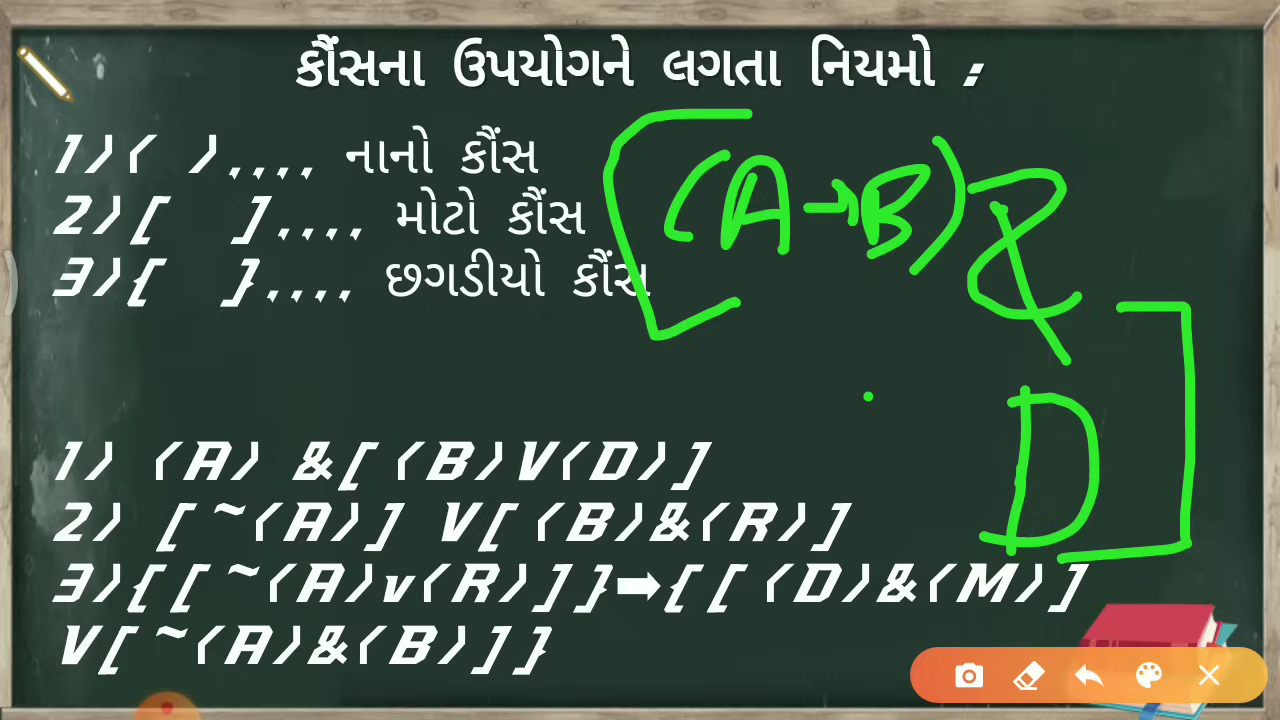 કૌંસના ઉપયોગને લગતા નિયમો :
1)( ).... નાનો કૌંસ
2)[ ].... મોટો કૌંસ
3){ }.... છગડીયો કૌંસ
[(A→B) &
D]
1) (A) &[(B)V(D)]
2) [~(A)] V[(B)&(R)]
3){[~(A)v(R)]}➡{[(D)&(M)]
V[~(A)&(B)]}